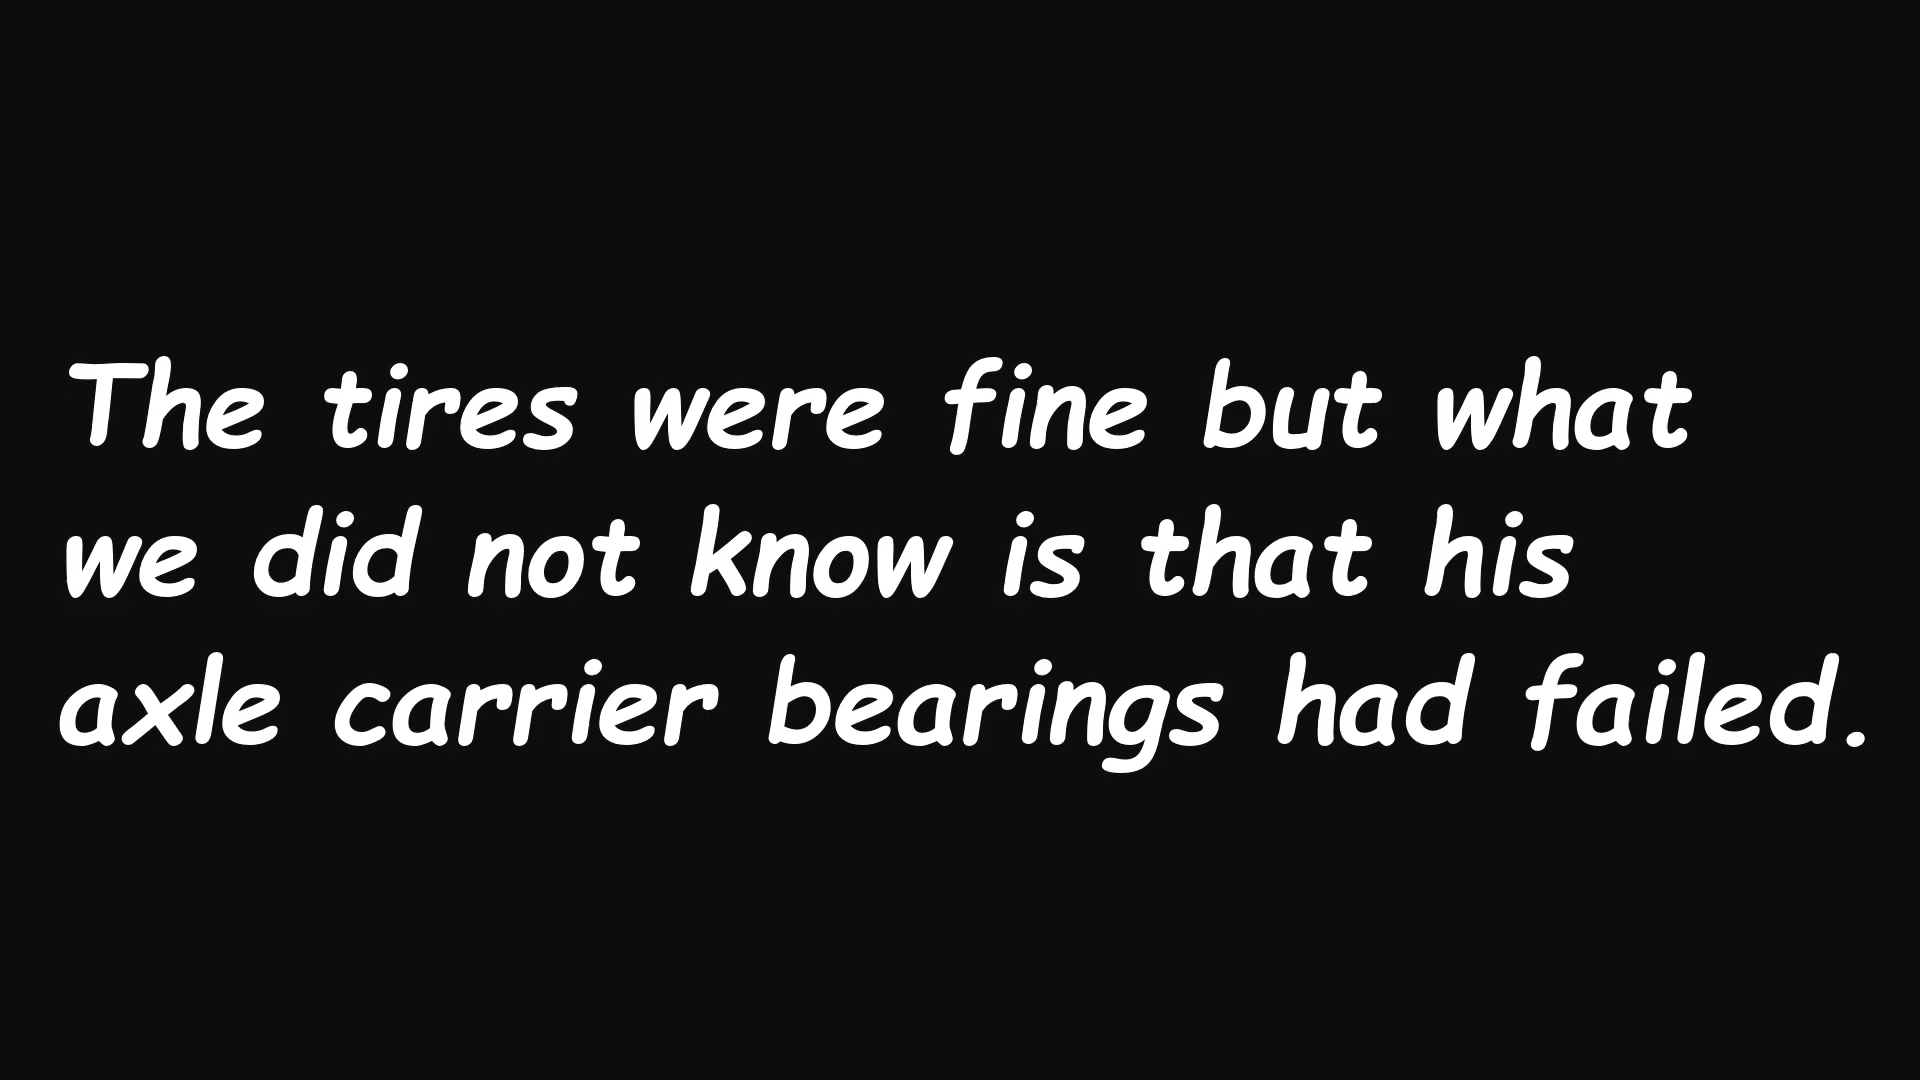 The tires were fine but what
we did not know is that his
axle carrier bearings had failed.